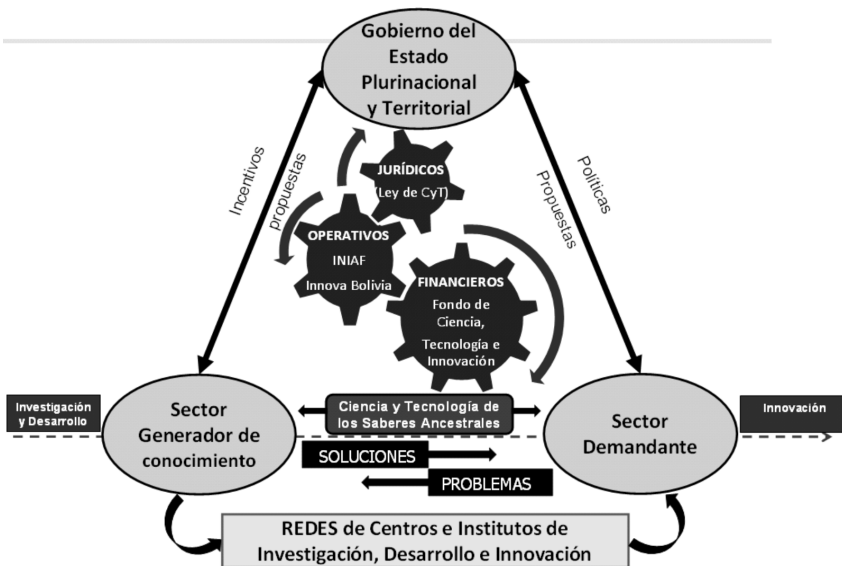 Gobierno del
Estado
Plurinacional
y Territorial
Incentivos
propuestas
Políticas
Propuestas
JURÍDICOS
(Ley de CyT)
OPERATIVOS
INIAF
Innova Bolivia
FINANCIEROS
Fondo de
Ciencia,
Tecnología e
Innovación
Investigación
y Desarrollo
Sector
Generador de
conocimiento
Ciencia y Tecnología de
los Saberes Ancestrales
Sector
Demandante
Innovación
SOLUCIONES
PROBLEMAS
REDES de Centros e Institutos de
Investigación, Desarrollo e Innovación